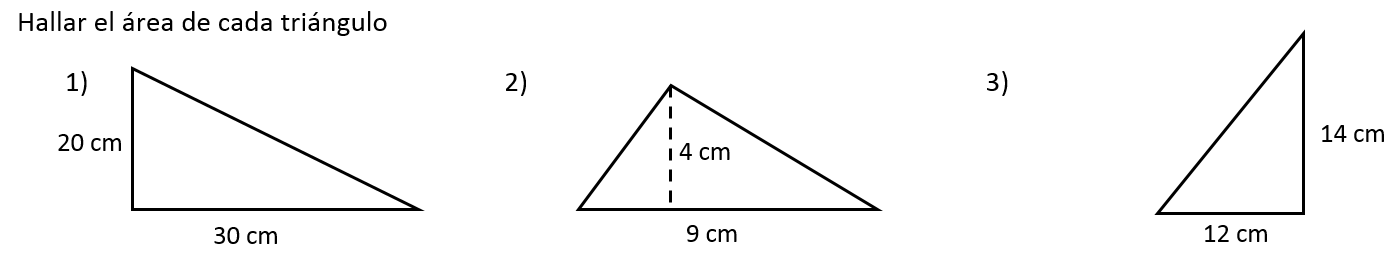 Hallar el área de cada triángulo
1)
20 cm
30 cm
2)
4 cm
9 cm
3)
14 cm
12 cm